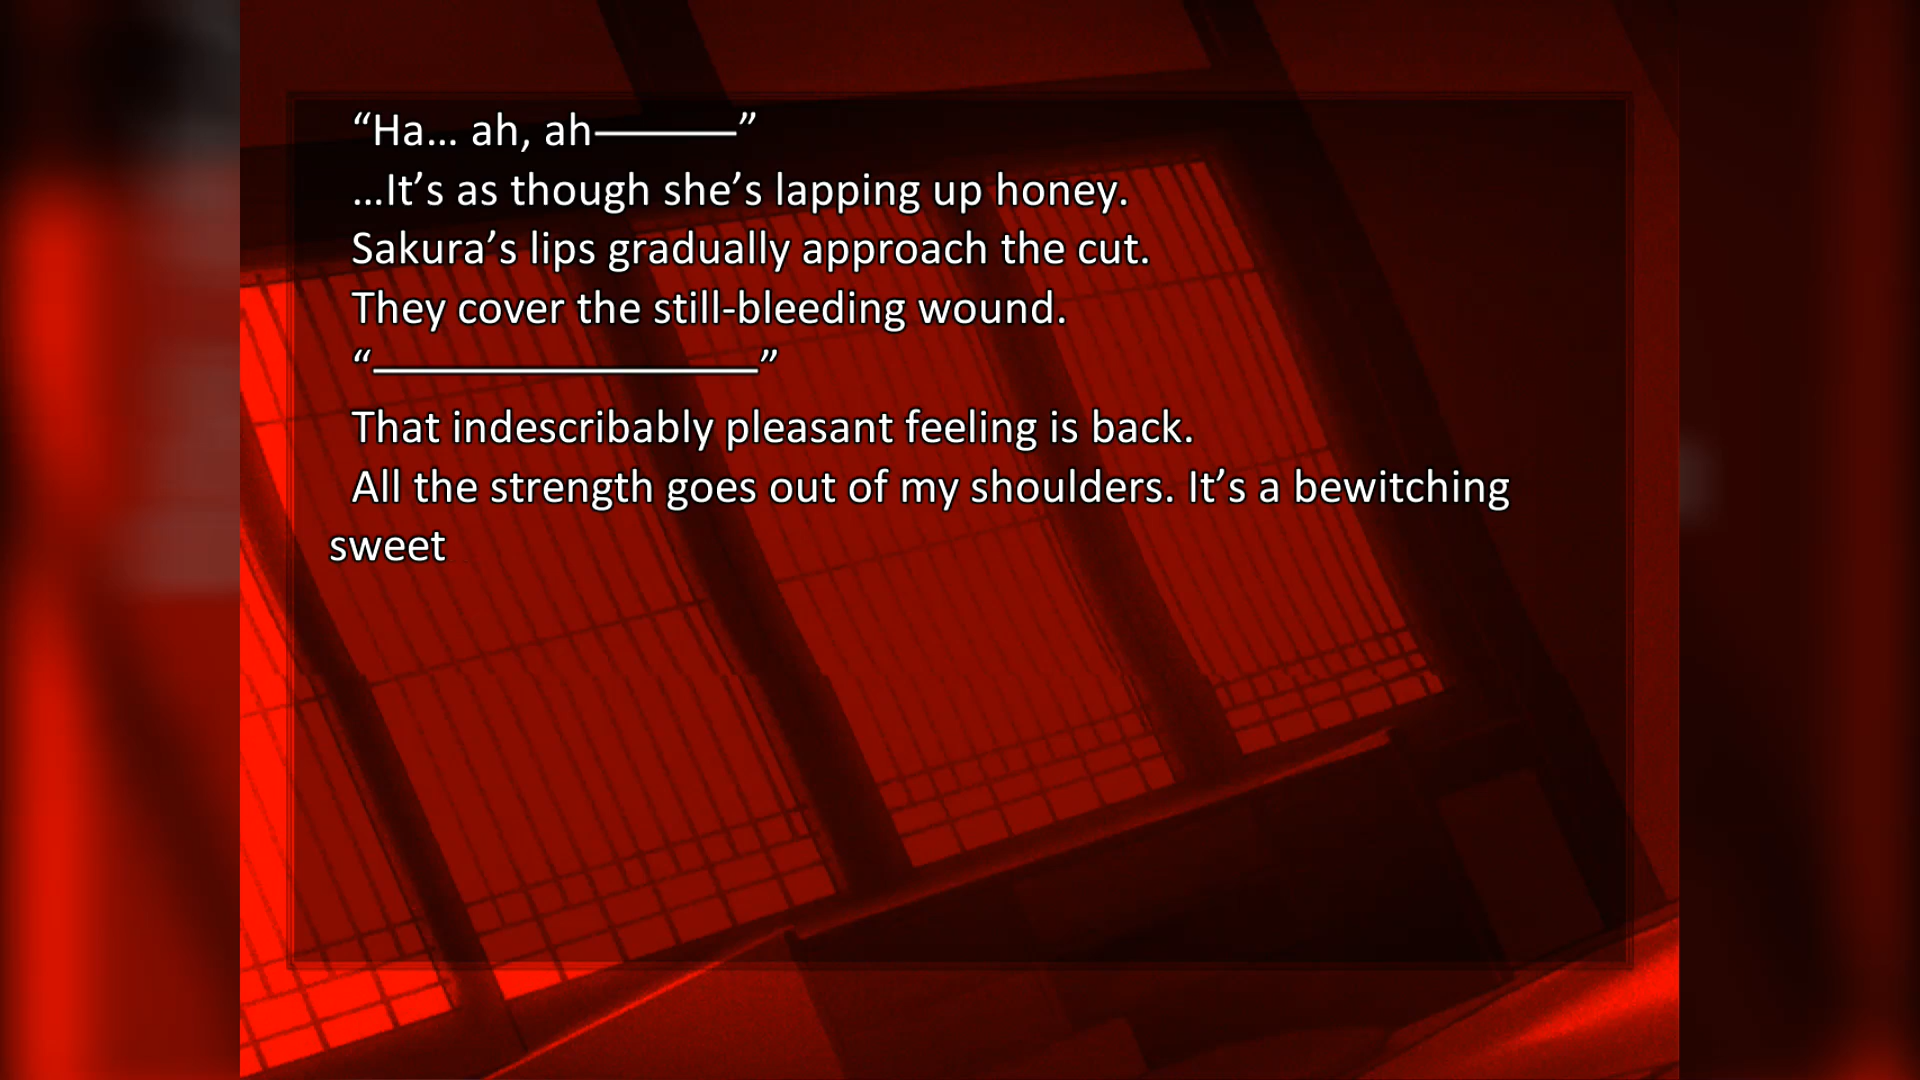 “Ha… ah, ah―――――”
…It’s as though she’s lapping up honey.
Sakura’s lips gradually approach the cut.
They cover the still-bleeding wound.
“――――――――――――――”
That indescribably pleasant feeling is back.
All the strength goes out of my shoulders. It’s a bewitching
sweet